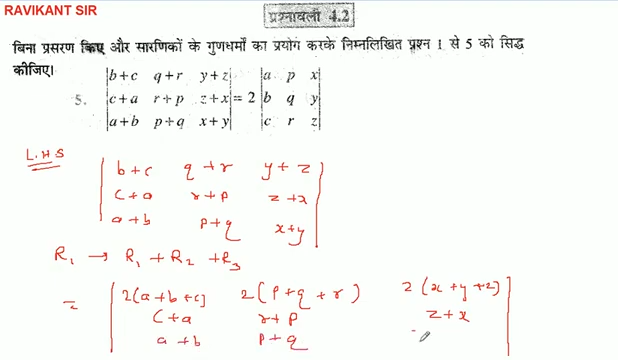 RAVIKANT SIR
प्रश्नावली 4.2
बिना प्रसरण किए और सारणिकों के गुणधर्मों का प्रयोग करके निम्नलिखित प्रश्न 1 से 5 को सिद्ध
कीजिए।
|b+c q+r y+z| |a p x|
5. |c+a r+p z+x| = 2 |b q y|
|a+b p+q x+y| |c r z|
L.H.S
| b+c q+r y+z |
| c+a r+p z+x |
| a+b p+q x+y |
R₁ → R₁ + R₂ + R₃
= | 2(a+b+c) 2(p+q+r) 2(x+y+z) |
| c+a r+p z+x |
| a+b p+q